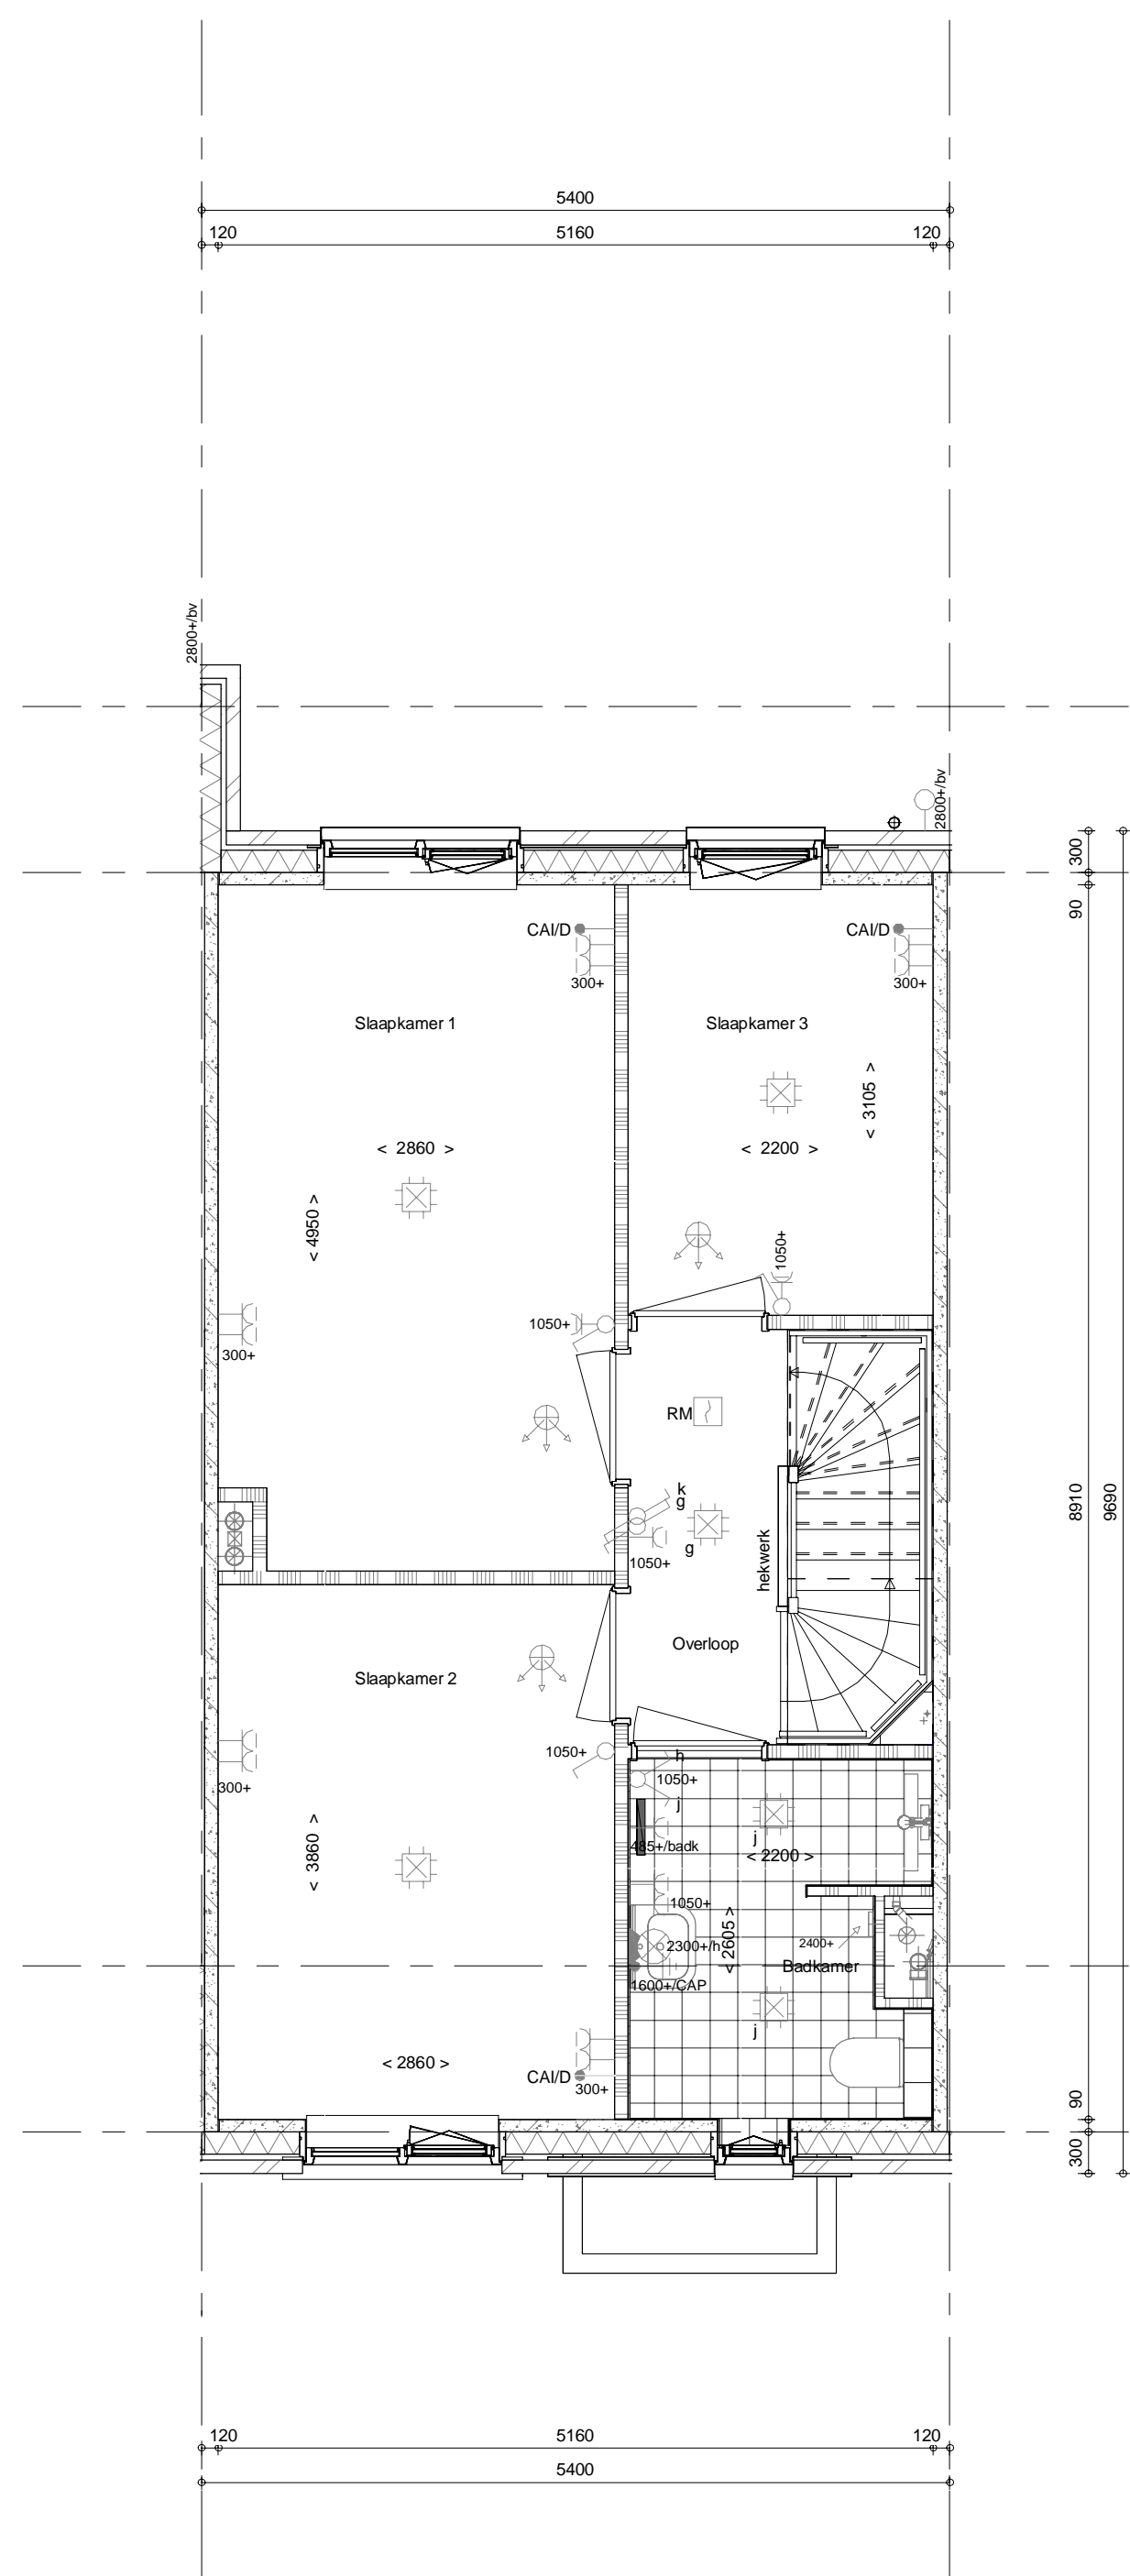 5400
120 5160 120
2800+/bv
2800+/bv
300
90
8910
9690
CAI/D
300+
CAI/D
300+
Slaapkamer 1
Slaapkamer 3
< 3105 >
< 2860 >
< 2200 >
< 4950 >
1050+
1050+
300+
RM
k
g
g
1050+
hekwerk
Overloop
Slaapkamer 2
1050+
300+
h
1050+
j
j
485+/badk
< 2200 >
< 3860 >
1050+
< 2605 >
2300+/h
2400+
Badkamer
1600+/CAP
j
< 2860 >
CAI/D
300+
90
300
120 5160 120
5400